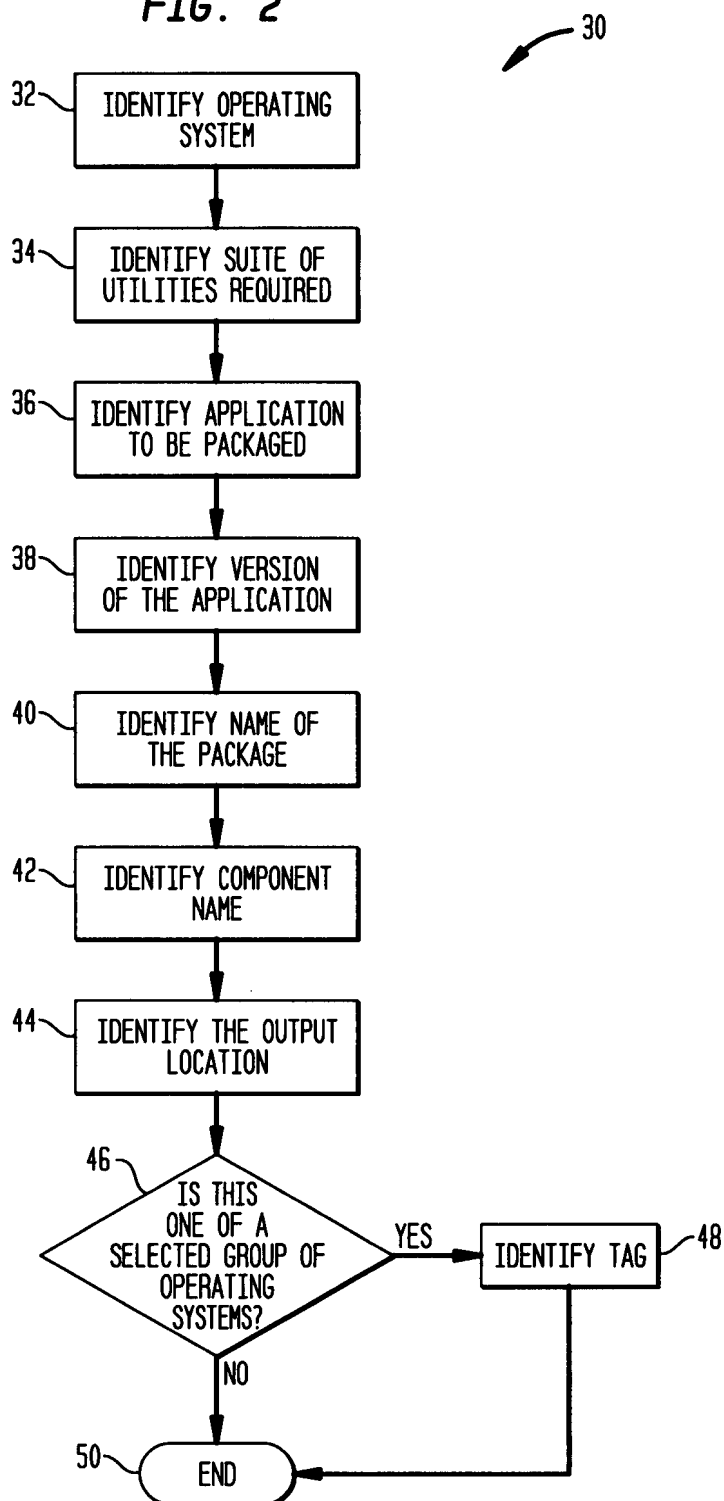 FIG. 2
30
32
IDENTIFY OPERATING
SYSTEM
34
IDENTIFY SUITE OF
UTILITIES REQUIRED
36
IDENTIFY APPLICATION
TO BE PACKAGED
38
IDENTIFY VERSION
OF THE APPLICATION
40
IDENTIFY NAME OF
THE PACKAGE
42
IDENTIFY COMPONENT
NAME
44
IDENTIFY THE OUTPUT
LOCATION
46
IS THIS
ONE OF A
SELECTED GROUP OF
OPERATING
SYSTEMS?
YES
IDENTIFY TAG
48
NO
50
END